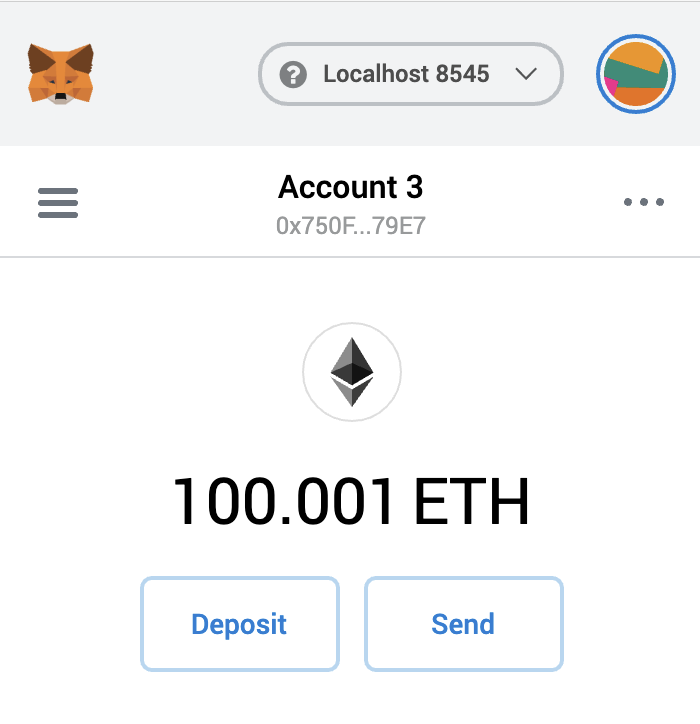 Localhost 8545
Account 3
0x750F...79E7
100.001 ETH
Deposit
Send